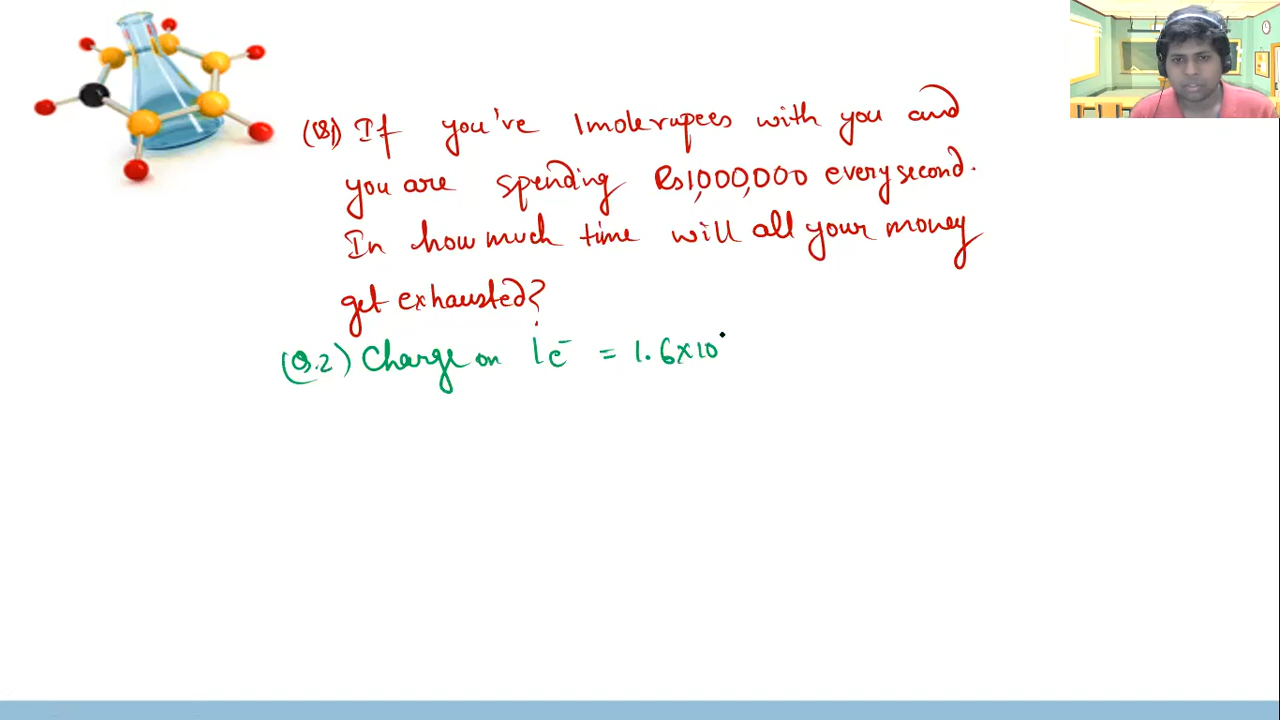 (Q1) If you've 1mole rupees with you and
you are spending Rs1,000,000 every second.
In how much time will all your money
get exhausted?
(Q.2) Charge on 1e⁻ = 1.6×10